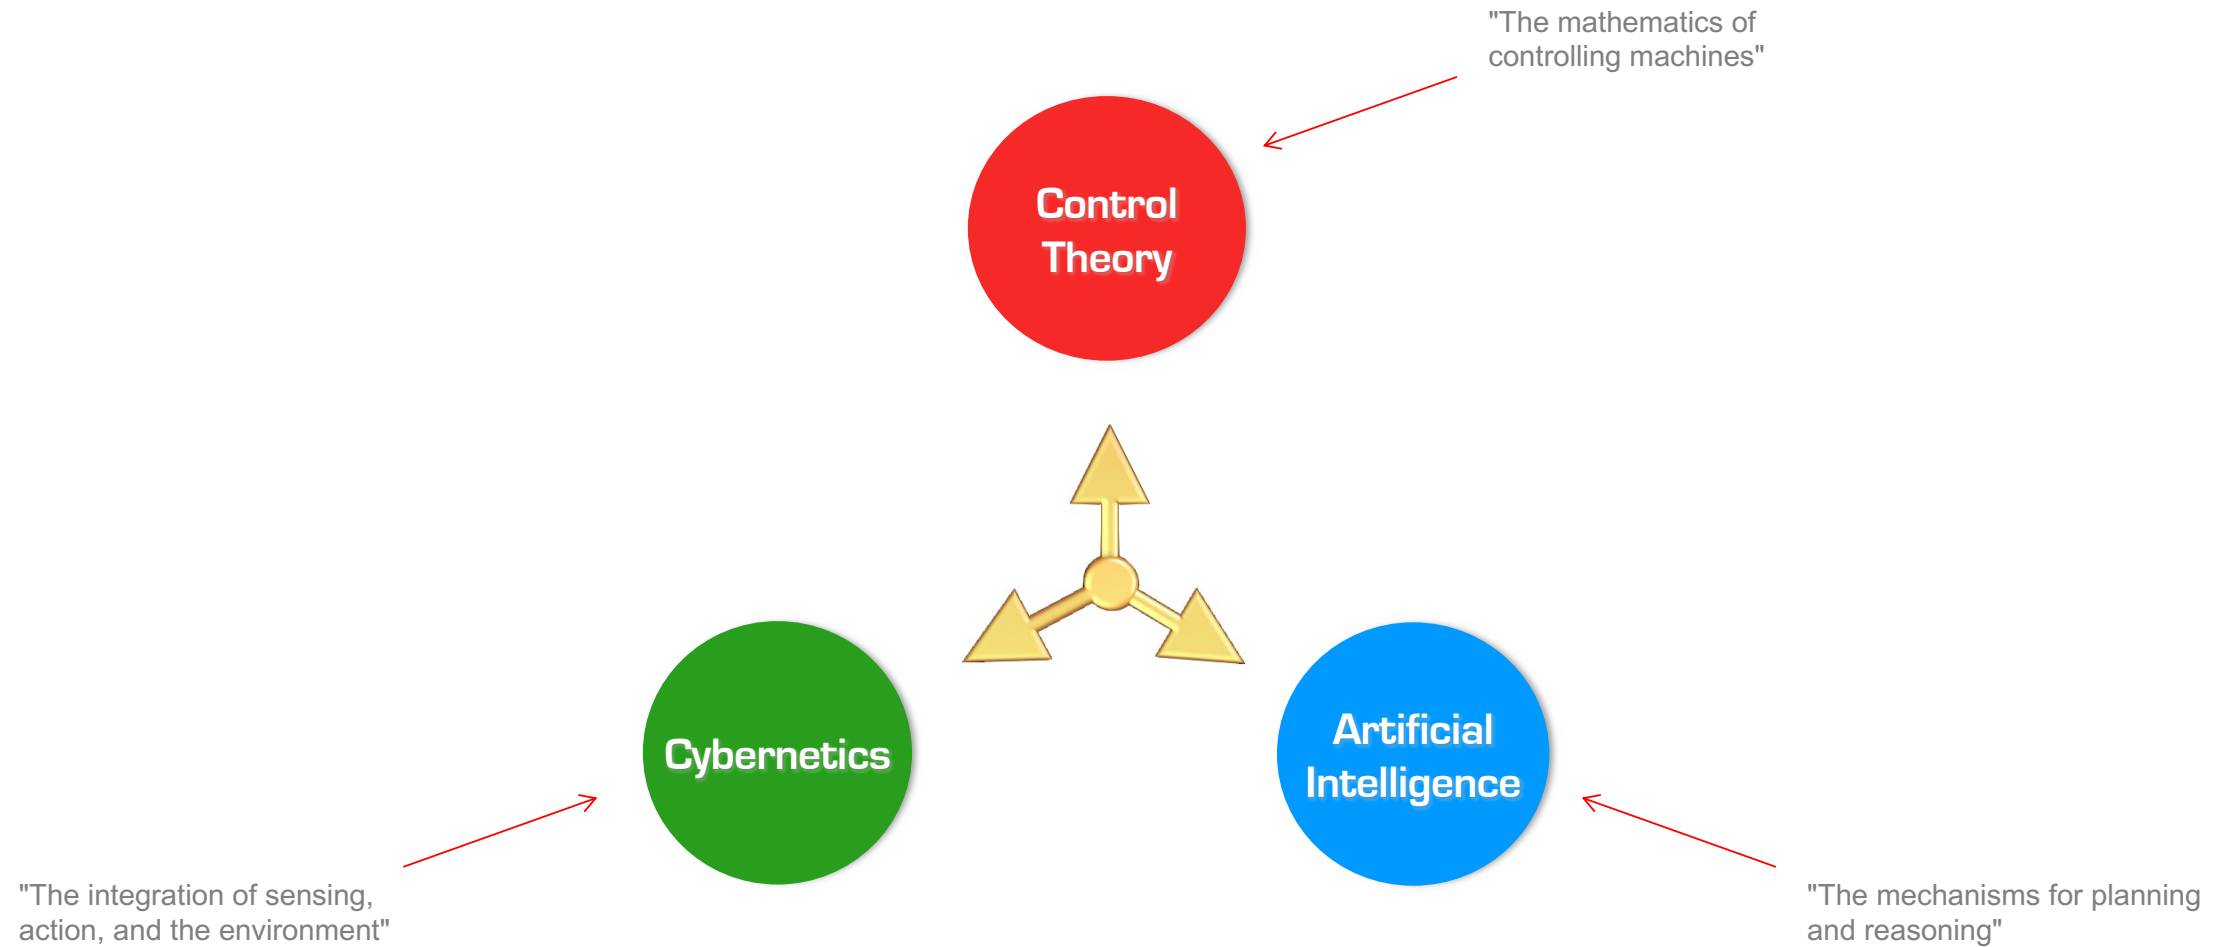 "The mathematics of
controlling machines"
Control
Theory
Cybernetics
Artificial
Intelligence
"The integration of sensing,
action, and the environment"
"The mechanisms for planning
and reasoning"